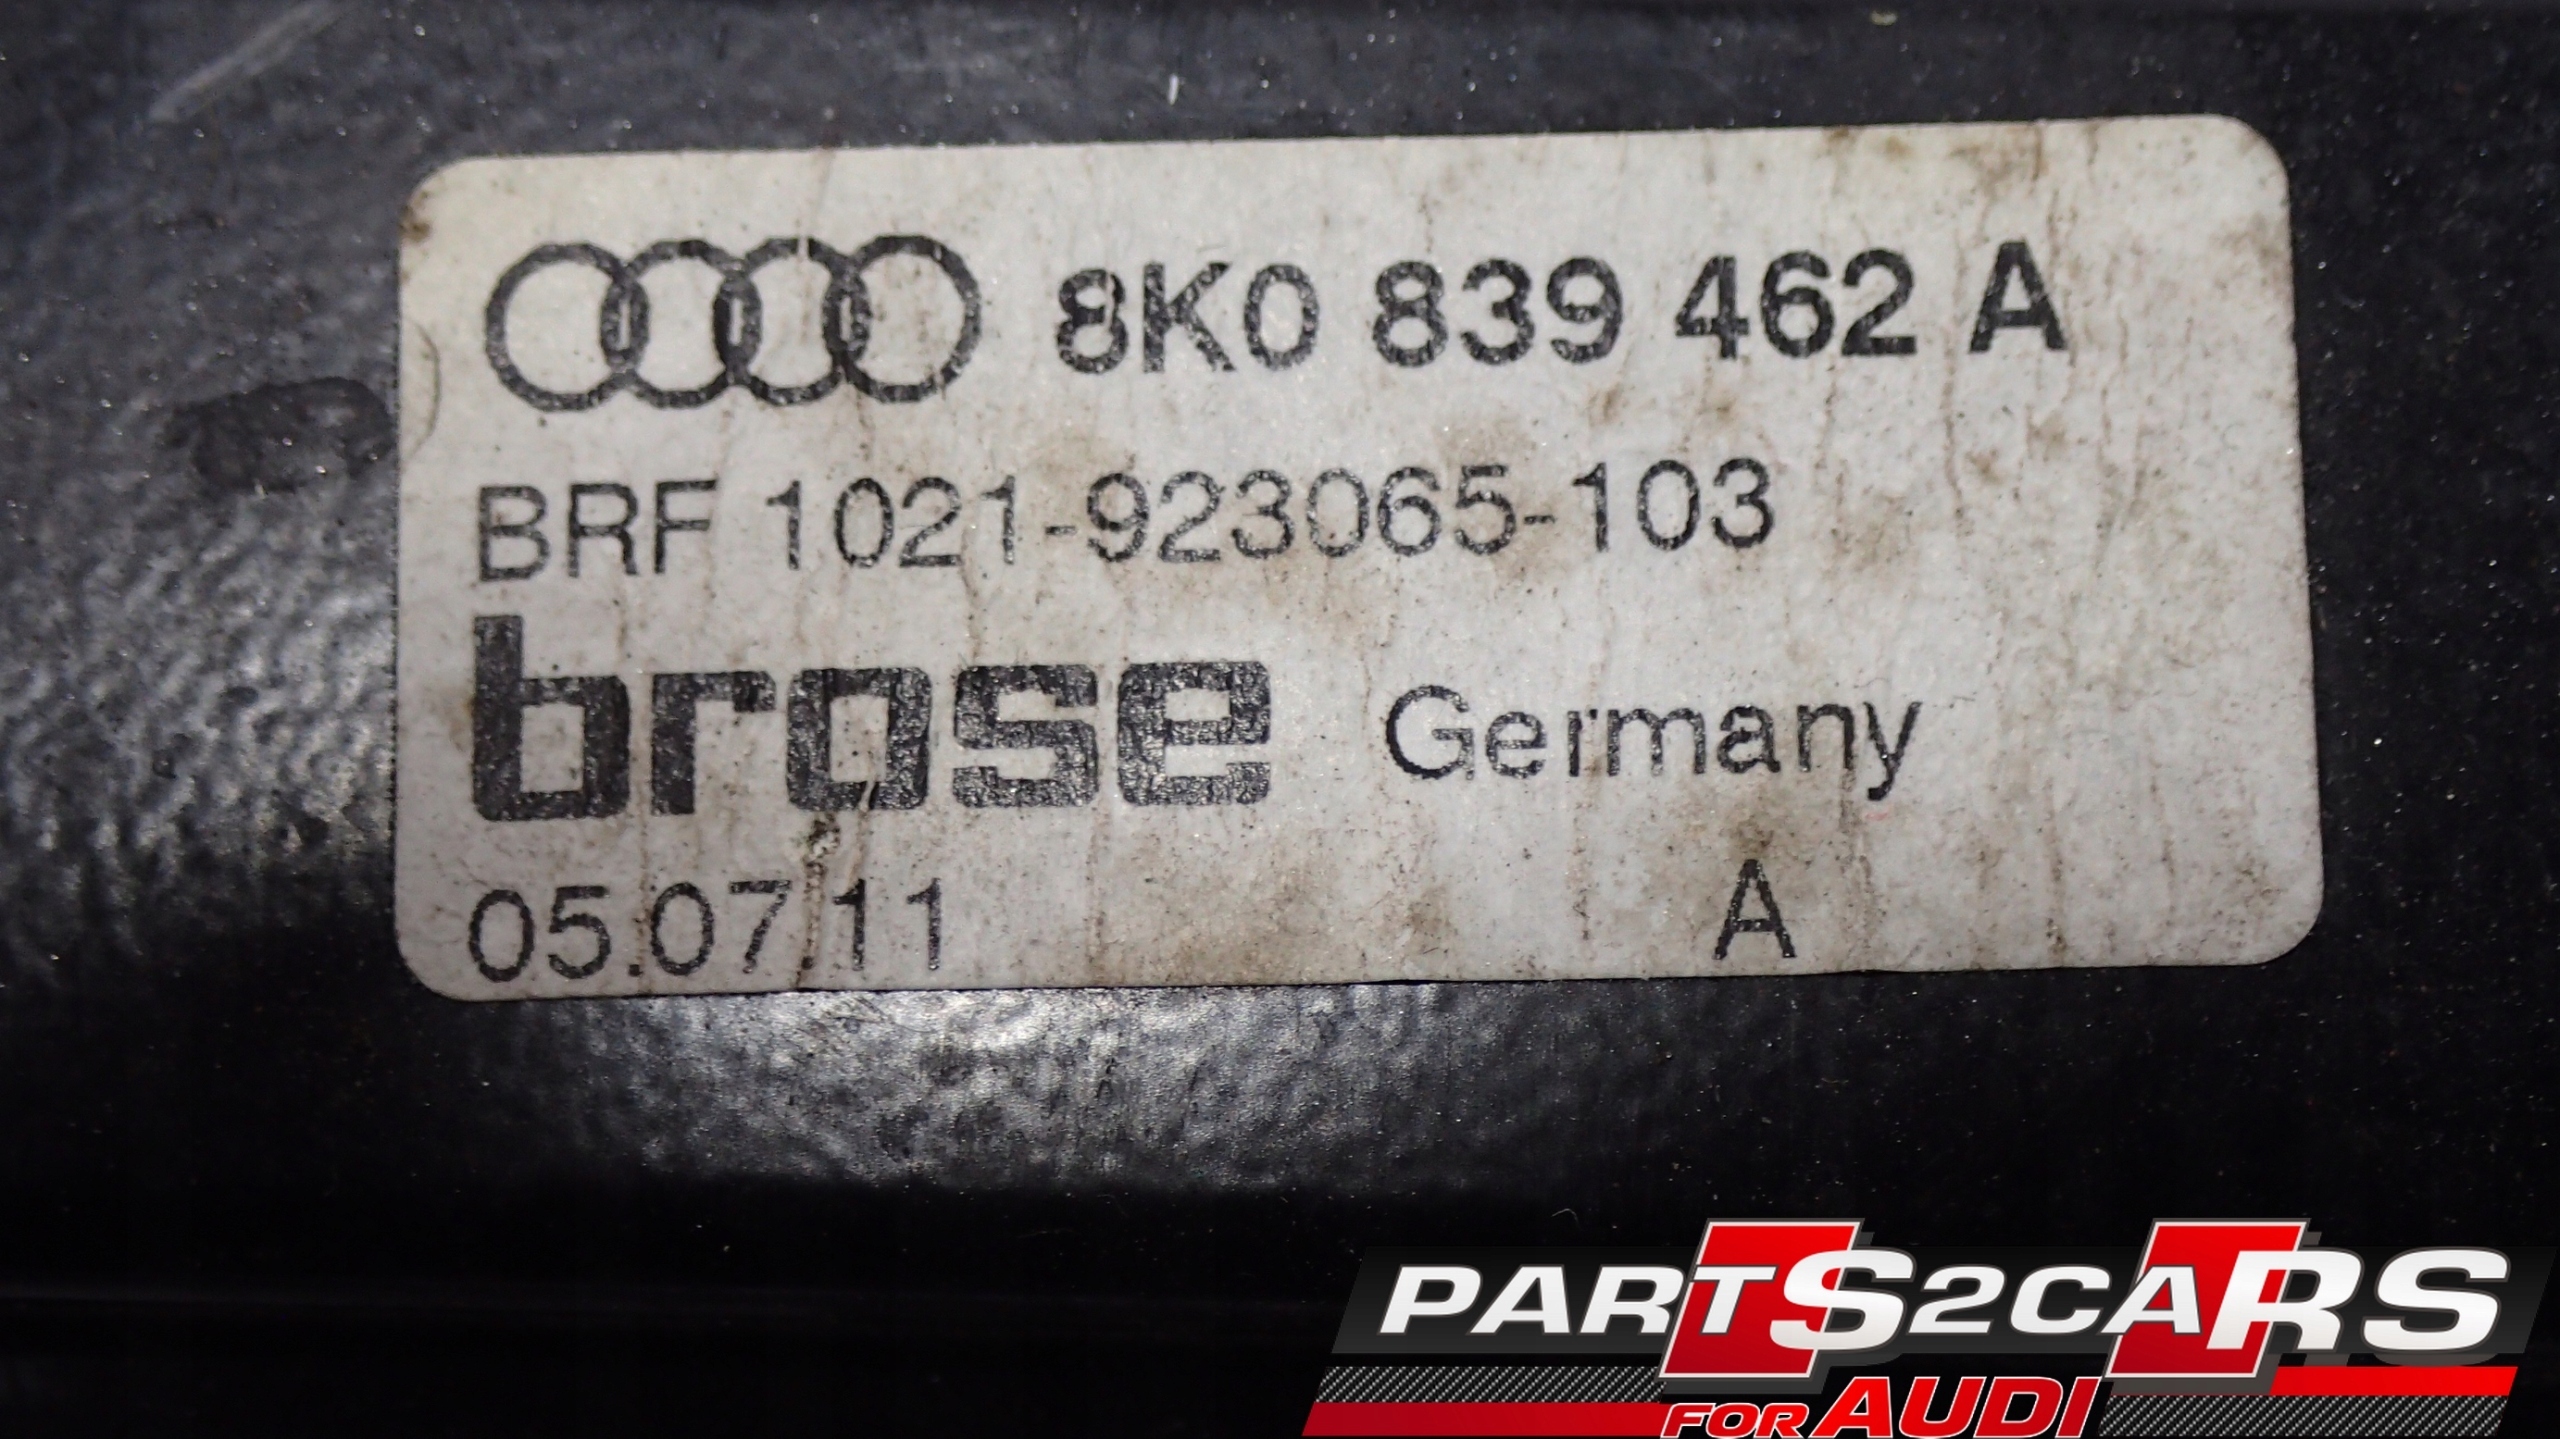 8K0 839 462 A
BRF 1021-923065-103
brose Germany
05.07.11 A
PARTS2CARS
FOR AUDI